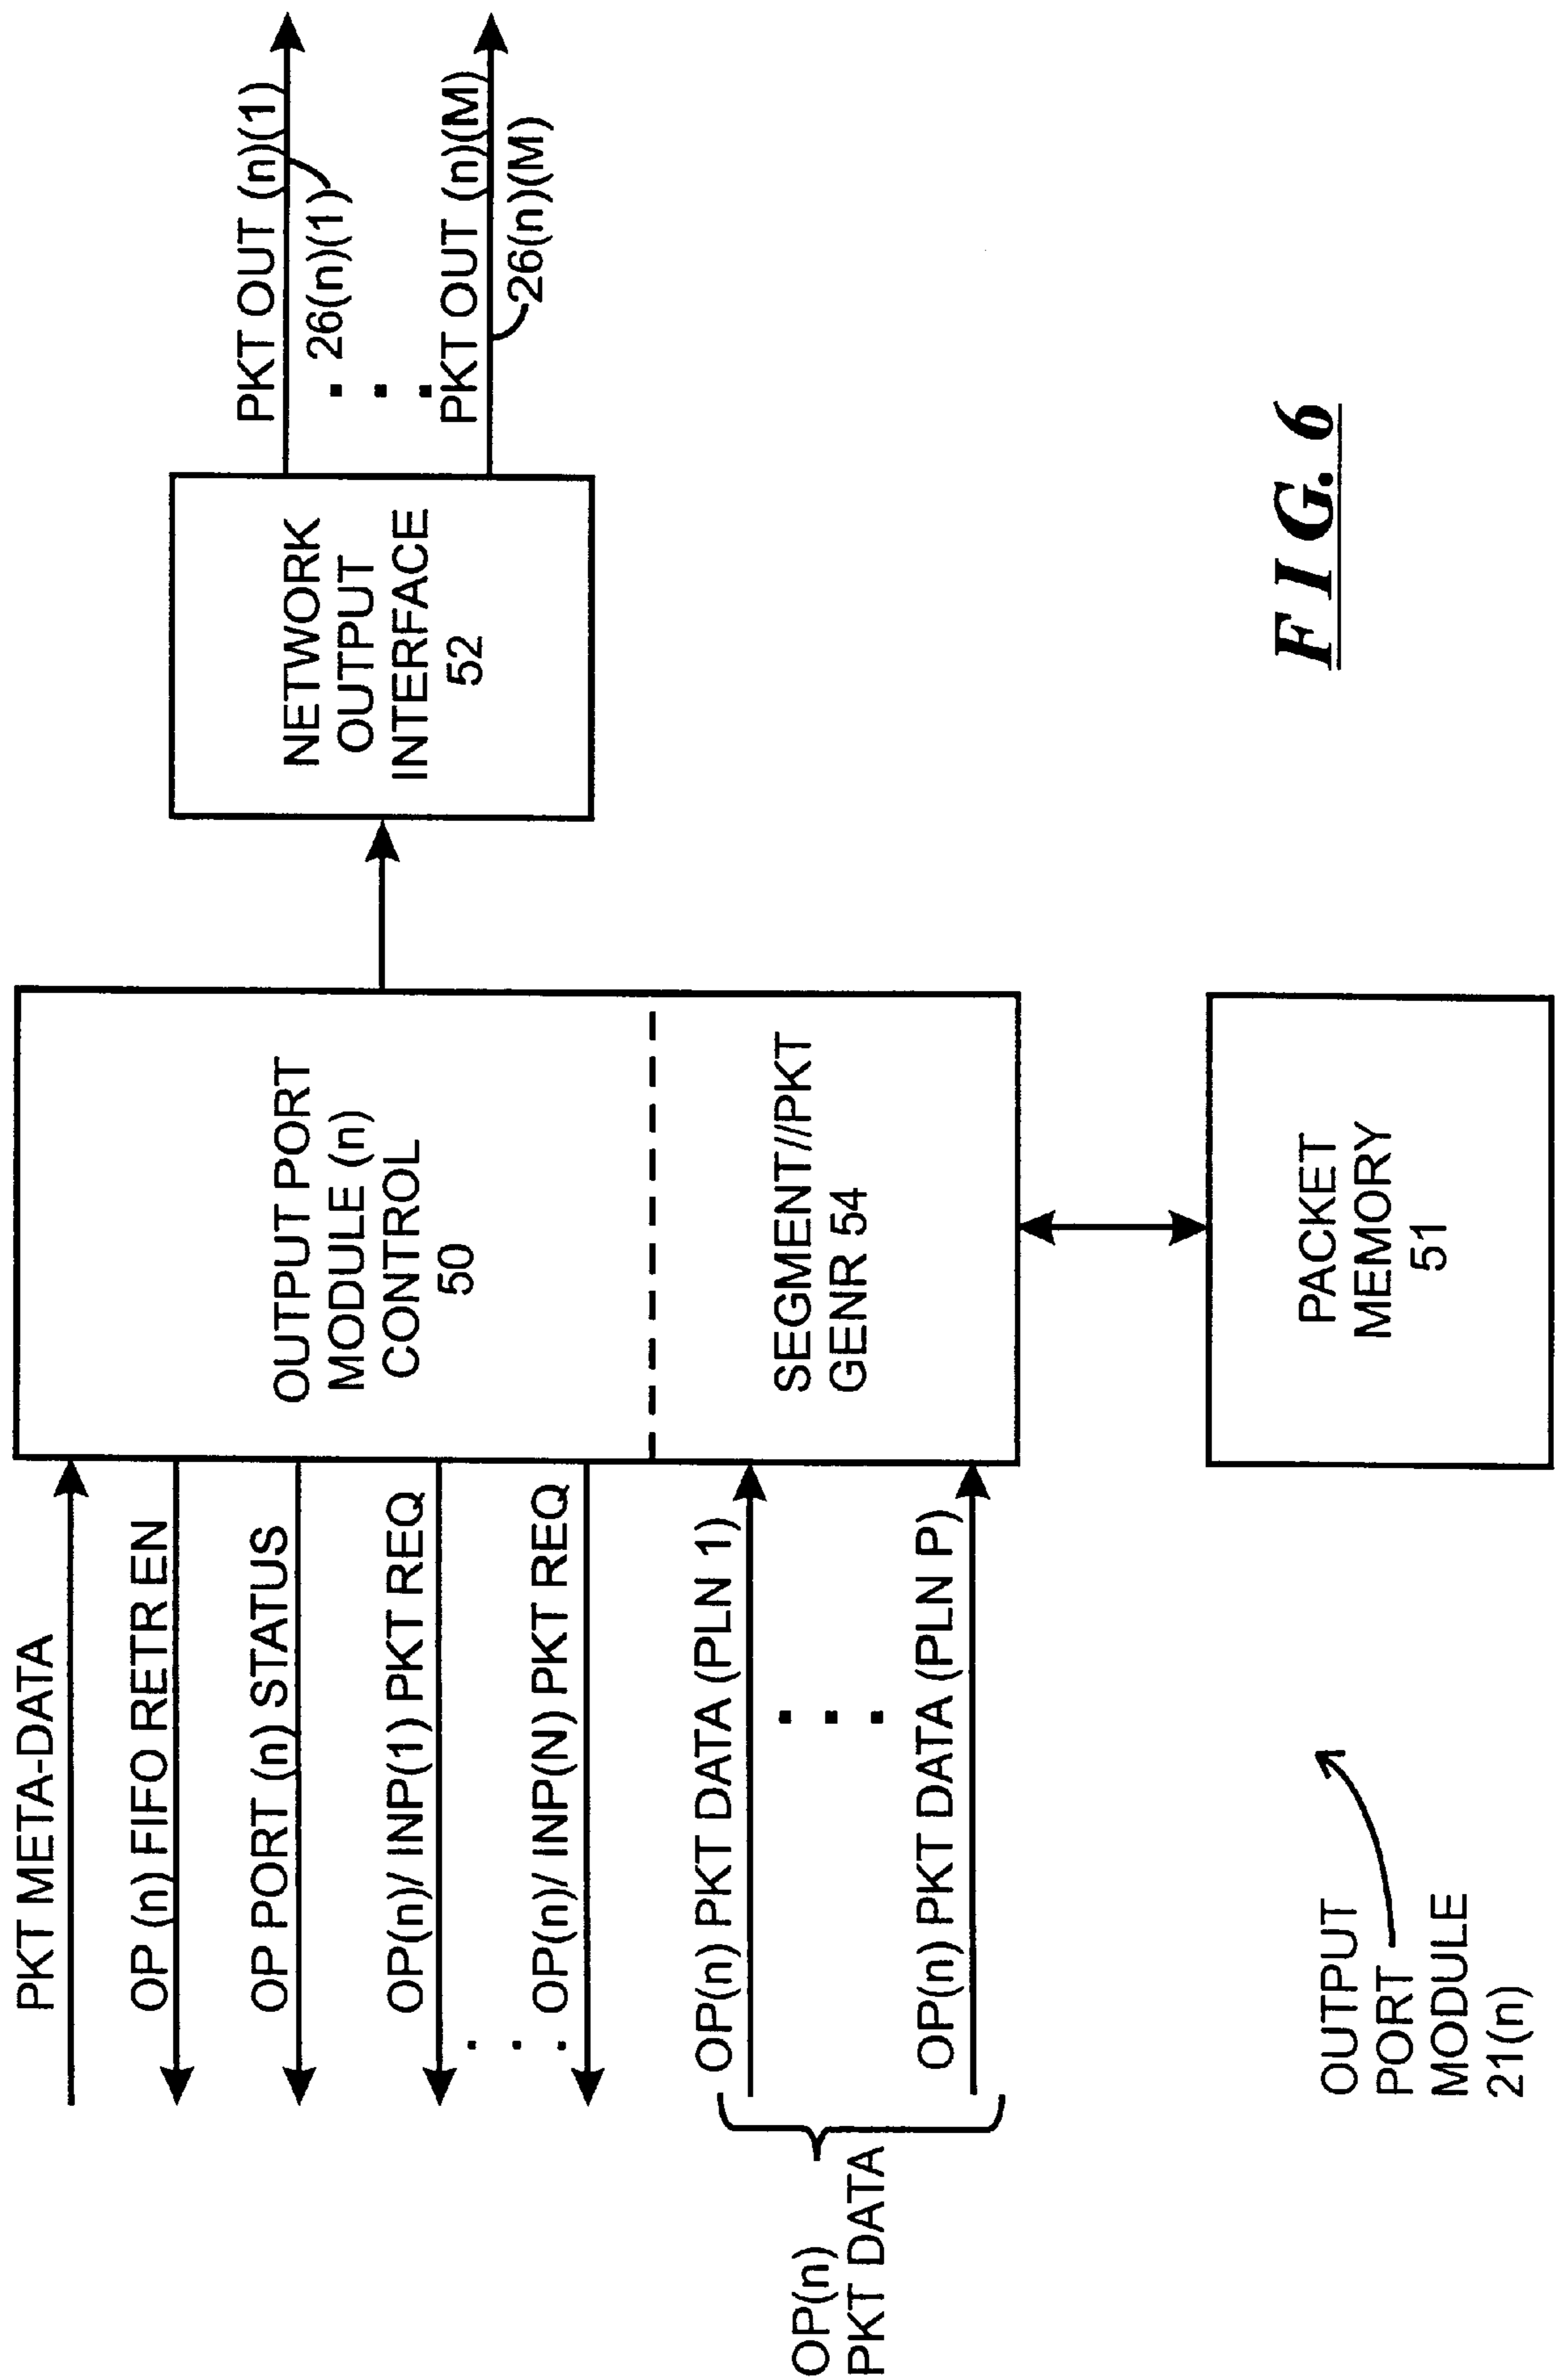 PKT META-DATA
OP (n) FIFO RETR EN
OP PORT (n) STATUS
OP(n)/ INP(1) PKT REQ
OP(n)/ INP(N) PKT REQ
OP(n) PKT DATA (PLN 1)
OP(n) PKT DATA (PLN P)
OP(n)
PKT DATA
OUTPUT PORT
MODULE (n)
CONTROL
50
SEGMENT//PKT
GENR 54
PACKET
MEMORY
51
NETWORK
OUTPUT
INTERFACE
52
PKT OUT (n)(1)
26(n)(1)
PKT OUT (n)(M)
26(n)(M)
OUTPUT
PORT
MODULE
21(n)
FIG. 6